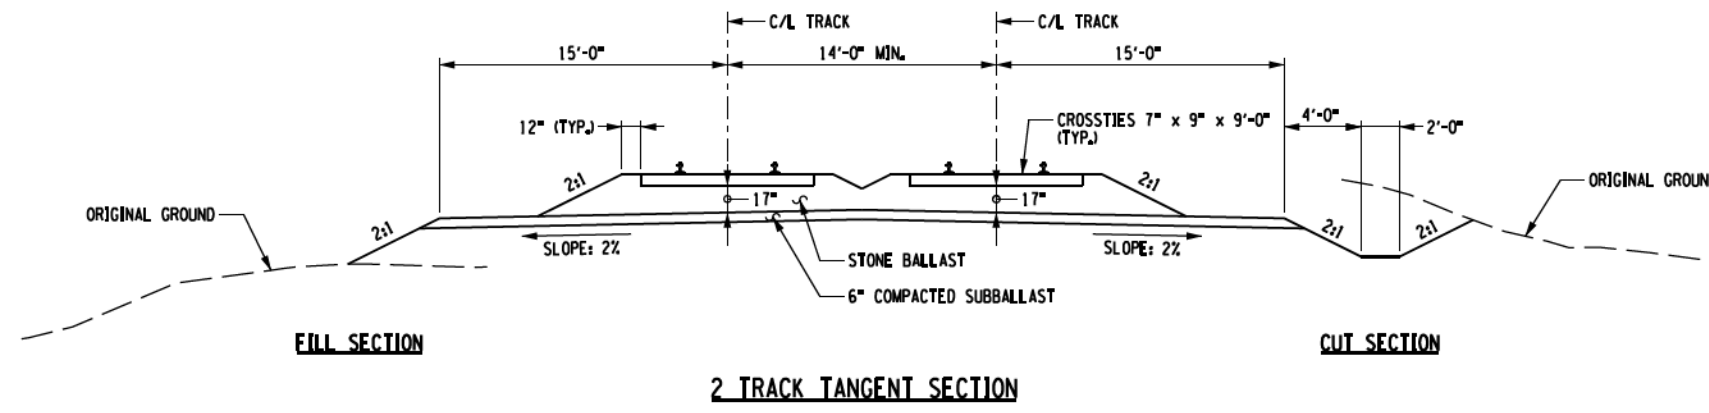 C/L TRACK
C/L TRACK
15'-0"
14'-0" MIN.
15'-0"
12" (TYP.)
CROSSTIES 7" x 9" x 9'-0"
(TYP.)
4'-0"
2'-0"
2:1
2:1
ORIGINAL GROUN
ORIGINAL GROUND
17"
17"
2:1
2:1
2:1
SLOPE: 2%
SLOPE: 2%
STONE BALLAST
6" COMPACTED SUBBALLAST
FILL SECTION
CUT SECTION
2 TRACK TANGENT SECTION